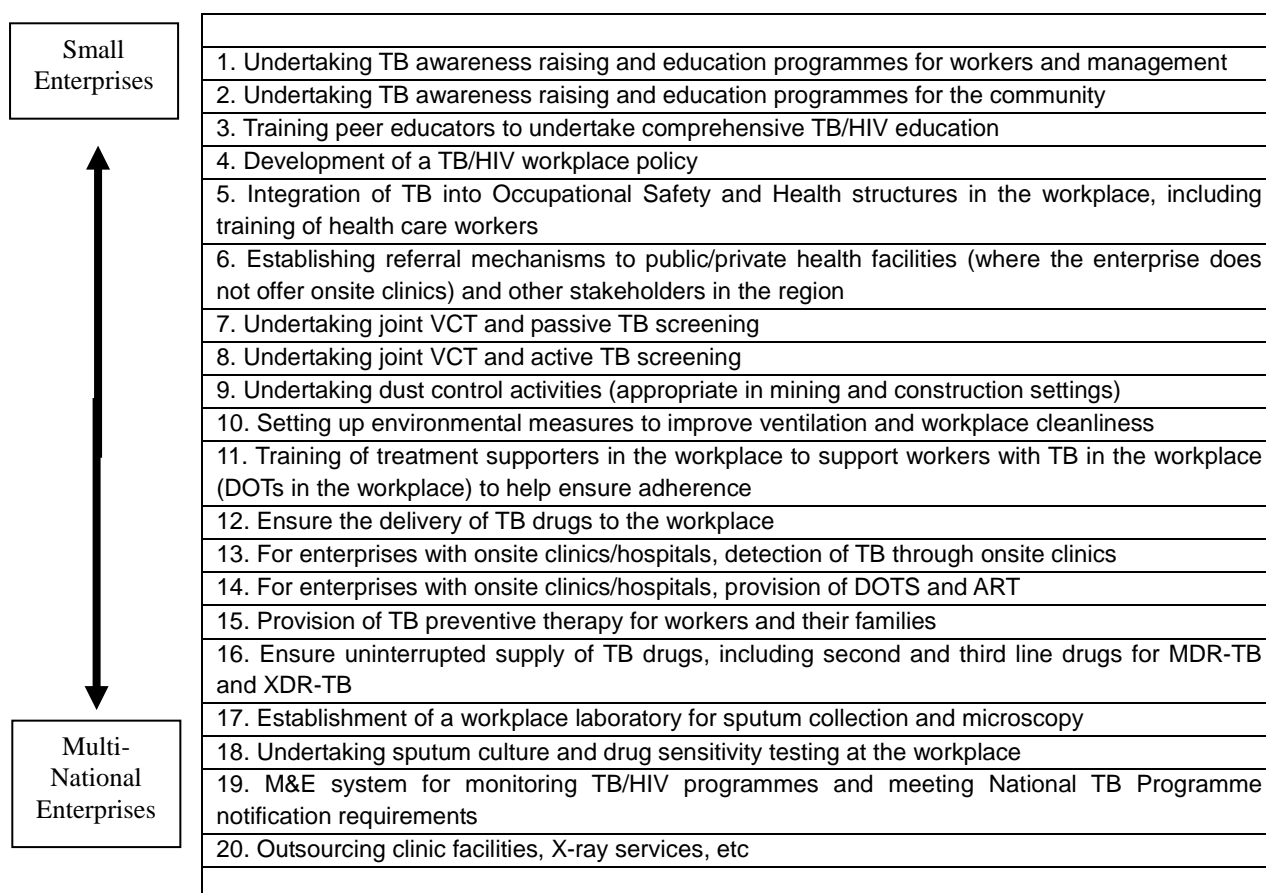 Small
Enterprises
1. Undertaking TB awareness raising and education programmes for workers and management
2. Undertaking TB awareness raising and education programmes for the community
3. Training peer educators to undertake comprehensive TB/HIV education
4. Development of a TB/HIV workplace policy
5. Integration of TB into Occupational Safety and Health structures in the workplace, including
training of health care workers
6. Establishing referral mechanisms to public/private health facilities (where the enterprise does
not offer onsite clinics) and other stakeholders in the region
7. Undertaking joint VCT and passive TB screening
8. Undertaking joint VCT and active TB screening
9. Undertaking dust control activities (appropriate in mining and construction settings)
10. Setting up environmental measures to improve ventilation and workplace cleanliness
11. Training of treatment supporters in the workplace to support workers with TB in the workplace
(DOTs in the workplace) to help ensure adherence
12. Ensure the delivery of TB drugs to the workplace
13. For enterprises with onsite clinics/hospitals, detection of TB through onsite clinics
14. For enterprises with onsite clinics/hospitals, provision of DOTS and ART
15. Provision of TB preventive therapy for workers and their families
16. Ensure uninterrupted supply of TB drugs, including second and third line drugs for MDR-TB
and XDR-TB
17. Establishment of a workplace laboratory for sputum collection and microscopy
18. Undertaking sputum culture and drug sensitivity testing at the workplace
19. M&E system for monitoring TB/HIV programmes and meeting National TB Programme
notification requirements
20. Outsourcing clinic facilities, X-ray services, etc
Multi-
National
Enterprises